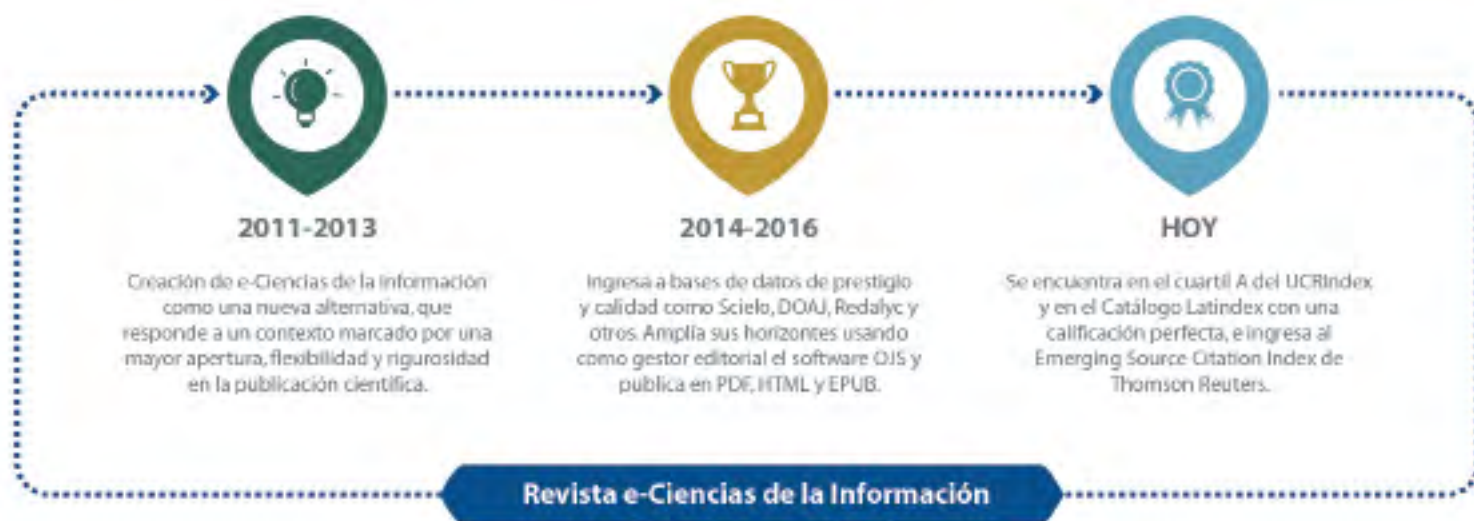 2011-2013
Creación de e-Ciencias de la Información
como una nueva alternativa, que
responde a un contexto marcado por una
mayor apertura, flexibilidad y rigurosidad
en la publicación científica.
2014-2016
Ingresa a bases de datos de prestigio
y calidad como Scielo, DOAJ, Redalyc y
otros. Amplía sus horizontes usando
como gestor editorial el software OJS y
publica en PDF, HTML y EPUB.
HOY
Se encuentra en el cuartil A del UCRIndex
y en el Catálogo Latindex con una
calificación perfecta, e ingresa al
Emerging Source Citation Index de
Thomson Reuters.
Revista e-Ciencias de la Información